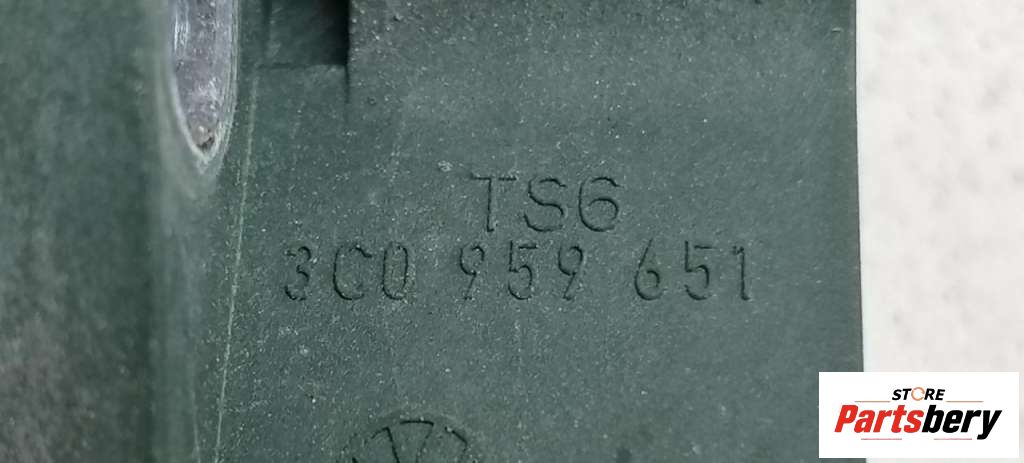 TS6
3C0 959 651
STORE
Partsbery